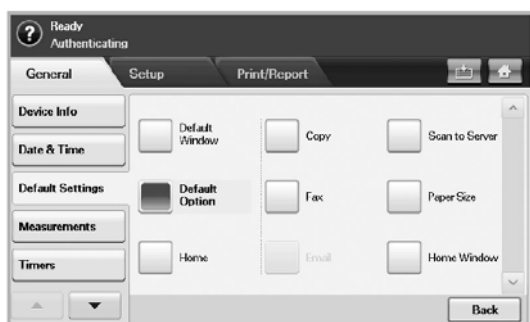 Ready
Authenticating
General
Setup
Print/Report
Device Info
Date & Time
Default Settings
Measurements
Timers
Default
Window
Copy
Scan to Server
Default
Option
Fax
Paper Size
Home
Email
Home Window
Back